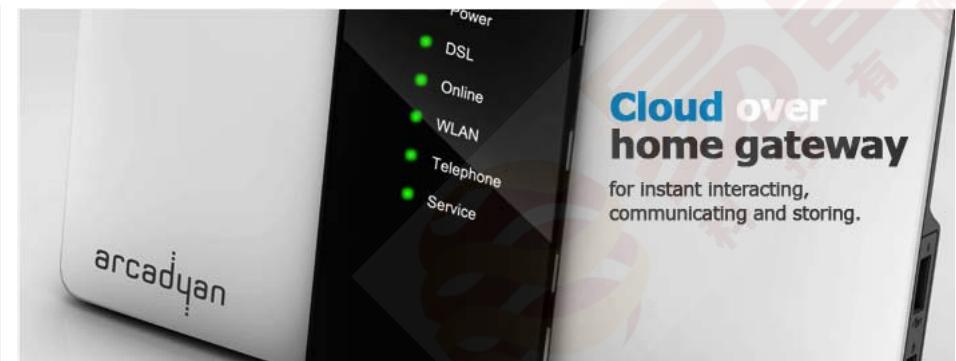 Power
DSL
Online
WLAN
Telephone
Service
arcadyan
Cloud over
home gateway
for instant interacting,
communicating and storing.